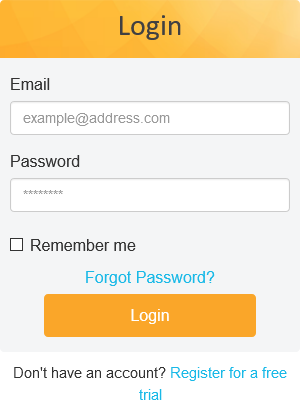 Login
Email
example@address.com
Password
********
Remember me
Forgot Password?
Login
Don't have an account? Register for a free
trial